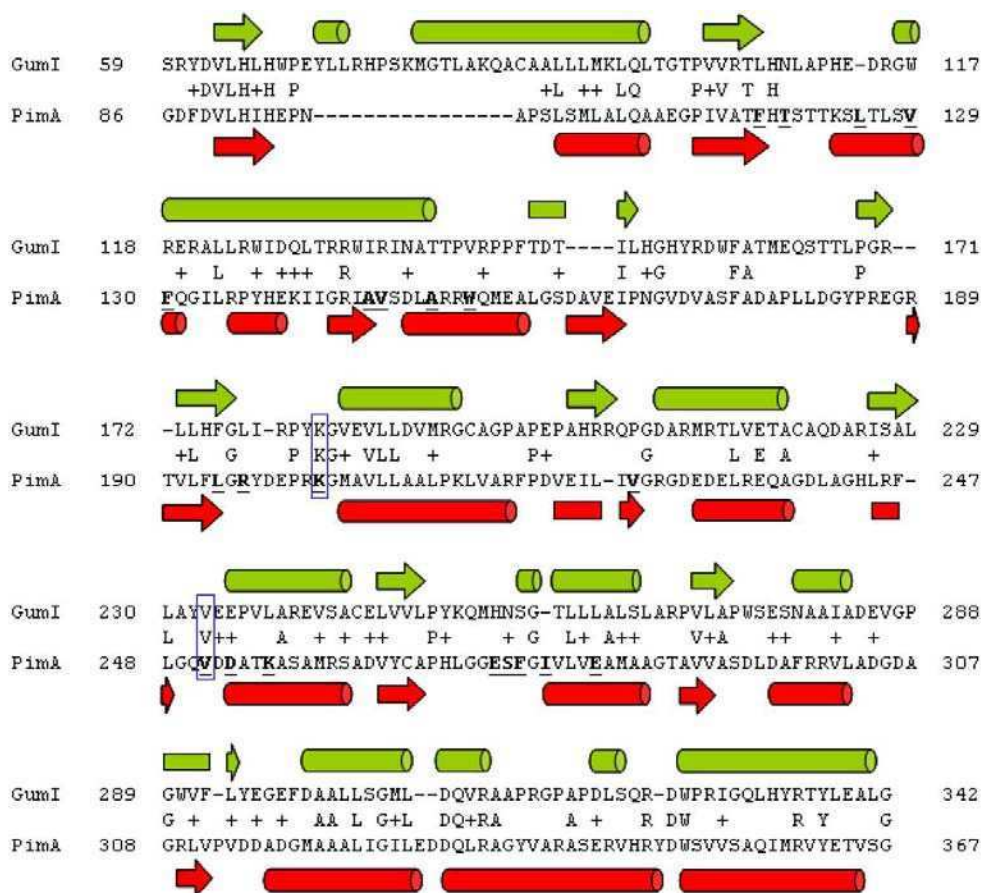 GumI 59 SRYDVLHLHWPEYLLRHPSKMGTLAKQACAALLLMKLQLTGTPVVRTLHNLAPHE-DRGW 117
+DVLH+H P +L ++ LQ P+V T H
PimA 86 GDFDVLHIHEPN----------------APSLSMLALQAAEGPIVATFHTSTTKSLTLSV 129
GumI 118 RERALLRWIDQLTRRWIRINATTPVRPPFTDT----ILHGHYRDWFATMEQSTTLPGR-- 171
+ L + +++ R + + + I +G FA P
PimA 130 FQGILRPYHEKIIGRIAVSDLARRWQMEALGSDAVEIPNGVDVASFADAPLLDGYPREGR 189
GumI 172 -LLHFGLI-RPYKGVEVLLDVMRGCAGPAPEPAHRRQPGDARMRTLVETACAQDARISAL 229
+L G P KG+ VLL + P+ G L E A +
PimA 190 TVLFLGRYDEPRKGMAVLLAALPKLVARFPDVEIL-IVGRGDEDELREQAGDLAGHLRF- 247
GumI 230 LAYVEEPVLAREVSACELVVLPYKQMHNSG-TLLLALSLARPVLAPWSESNAAIADEVGP 288
L V++ A + + ++ P+ + G L+ A++ V+A + + +
PimA 248 LGQVDDATKASAMRSADVYCAPHLGGESFGIVLVEAMAAGTAVVASDLDAFRRVLADGDA 307
GumI 289 GWVF-LYEGEFDAALLSGML--DQVRAAPRGAPDLSQR-DWPRIGQLHYRTYLEALG 342
G + + + + AA L G+L DQ+RA A + R DW + R Y G
PimA 308 GRLVPVDDADGMAAALIGILEDDQLRAGYVARASERVHRYDWSVVSAQIMRVYETVSG 367